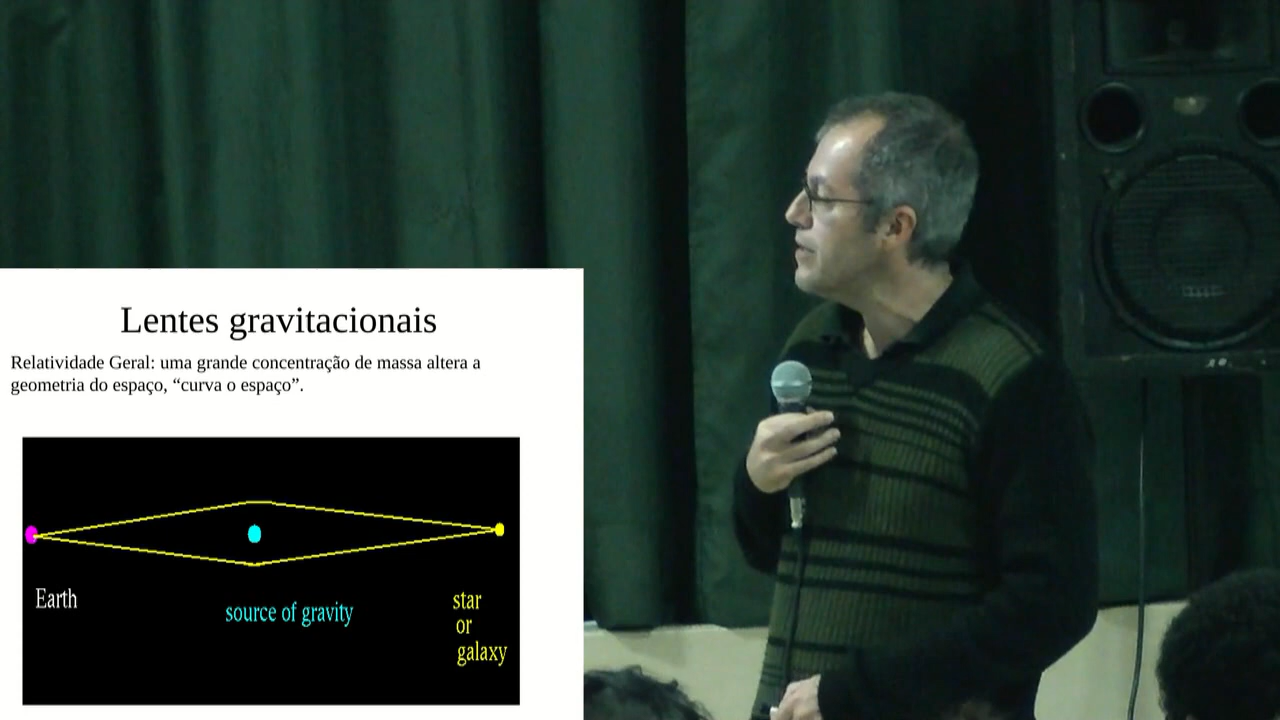 Lentes gravitacionais
Relatividade Geral: uma grande concentração de massa altera a
geometria do espaço, “curva o espaço”.
Earth
source of gravity
star
or
galaxy